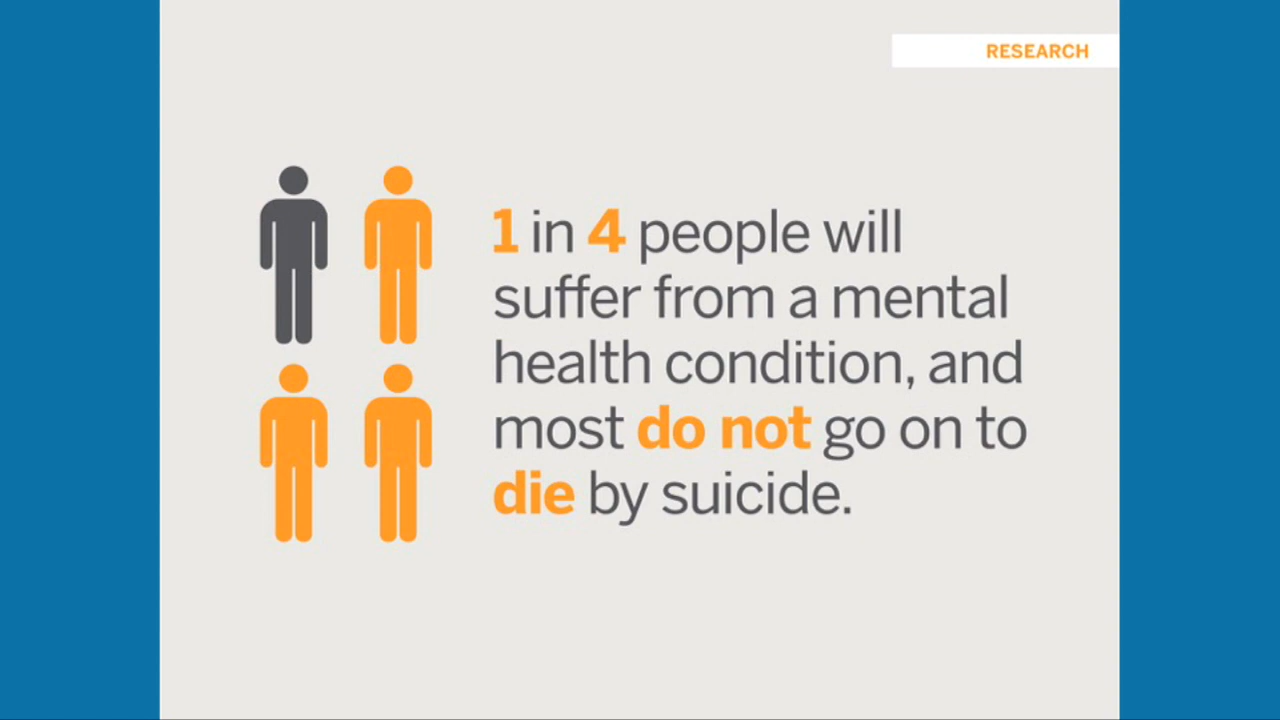 RESEARCH
1 in 4 people will
suffer from a mental
health condition, and
most do not go on to
die by suicide.